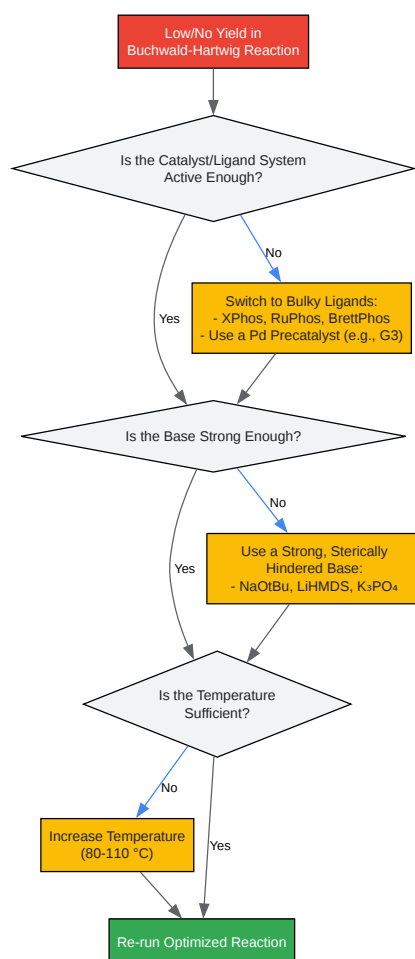 Low/No Yield in
Buchwald-Hartwig Reaction
Is the Catalyst/Ligand System
Active Enough?
No
Switch to Bulky Ligands:
- XPhos, RuPhos, BrettPhos
- Use a Pd Precatalyst (e.g., G3)
Yes
Is the Base Strong Enough?
No
Use a Strong, Sterically
Hindered Base:
- NaOtBu, LiHMDS, K₃PO₄
Yes
Is the Temperature
Sufficient?
No
Increase Temperature
(80-110 °C)
Yes
Re-run Optimized Reaction